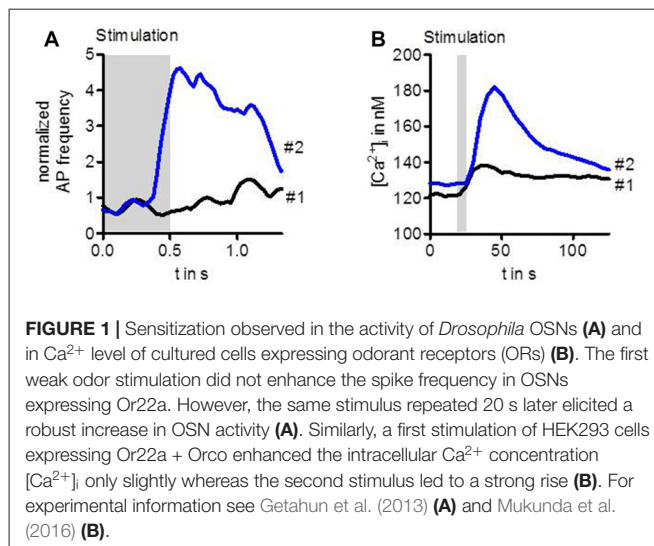 A
Stimulation
5
4
3
2
1
0
normalized
AP frequency
#2
#1
0.0
0.5
1.0
t in s
B
Stimulation
200
180
160
140
120
100
[Ca²⁺]ᵢ in nM
#2
#1
0
50
100
t in s
FIGURE 1 | Sensitization observed in the activity of Drosophila OSNs (A) and
in Ca²⁺ level of cultured cells expressing odorant receptors (ORs) (B). The first
weak odor stimulation did not enhance the spike frequency in OSNs
expressing Or22a. However, the same stimulus repeated 20 s later elicited a
robust increase in OSN activity (A). Similarly, a first stimulation of HEK293 cells
expressing Or22a + Orco enhanced the intracellular Ca²⁺ concentration
[Ca²⁺]ᵢ only slightly whereas the second stimulus led to a strong rise (B). For
experimental information see Getahun et al. (2013) (A) and Mukunda et al.
(2016) (B).